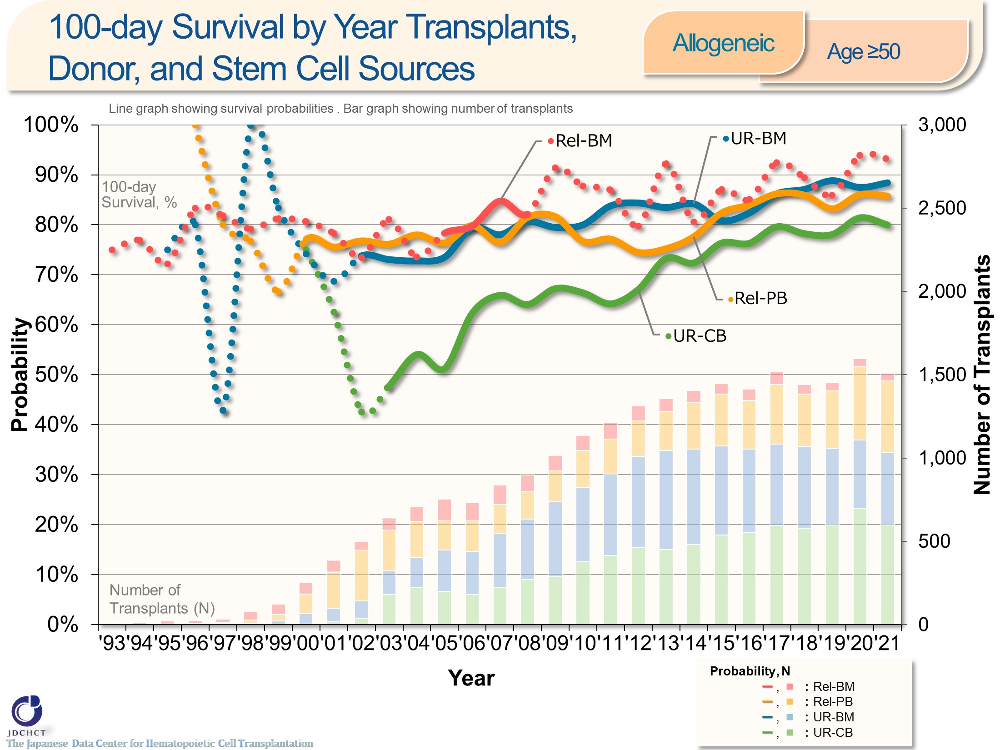 100-day Survival by Year Transplants,
Donor, and Stem Cell Sources
Allogeneic
Age ≥50
Line graph showing survival probabilities . Bar graph showing number of transplants
100%
90%
80%
70%
60%
50%
40%
30%
20%
10%
0%
Probability
100-day
Survival, %
Rel-BM
UR-BM
Rel-PB
UR-CB
3,000
2,500
2,000
1,500
1,000
500
0
Number of Transplants
Number of
Transplants (N)
'93 '94 '95 '96 '97 '98 '99 '00 '01 '02 '03 '04 '05 '06 '07 '08 '09 '10 '11 '12 '13 '14 '15 '16 '17 '18 '19 '20 '21
Year
Probability, N
, : Rel-BM
, : Rel-PB
, : UR-BM
, : UR-CB
JDCHCT
The Japanese Data Center for Hematopoietic Cell Transplantation